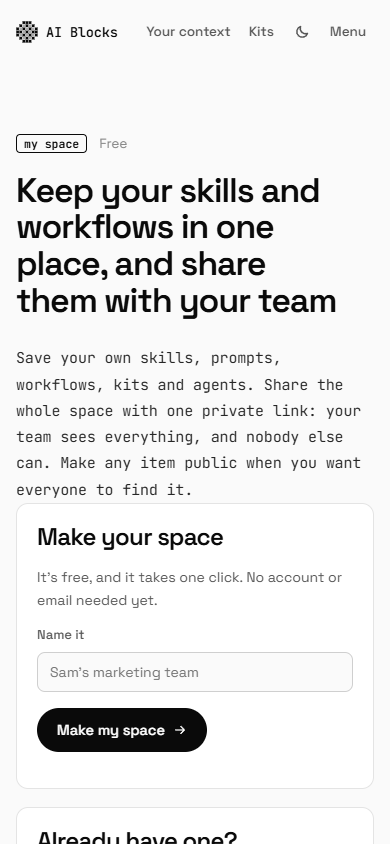 AI Blocks
Your context
Kits
Menu
my space
Free
Keep your skills and
workflows in one
place, and share
them with your team
Save your own skills, prompts,
workflows, kits and agents. Share the
whole space with one private link: your
team sees everything, and nobody else
can. Make any item public when you want
everyone to find it.
Make your space
It's free, and it takes one click. No account or
email needed yet.
Name it
Sam's marketing team
Make my space →
Already have one?